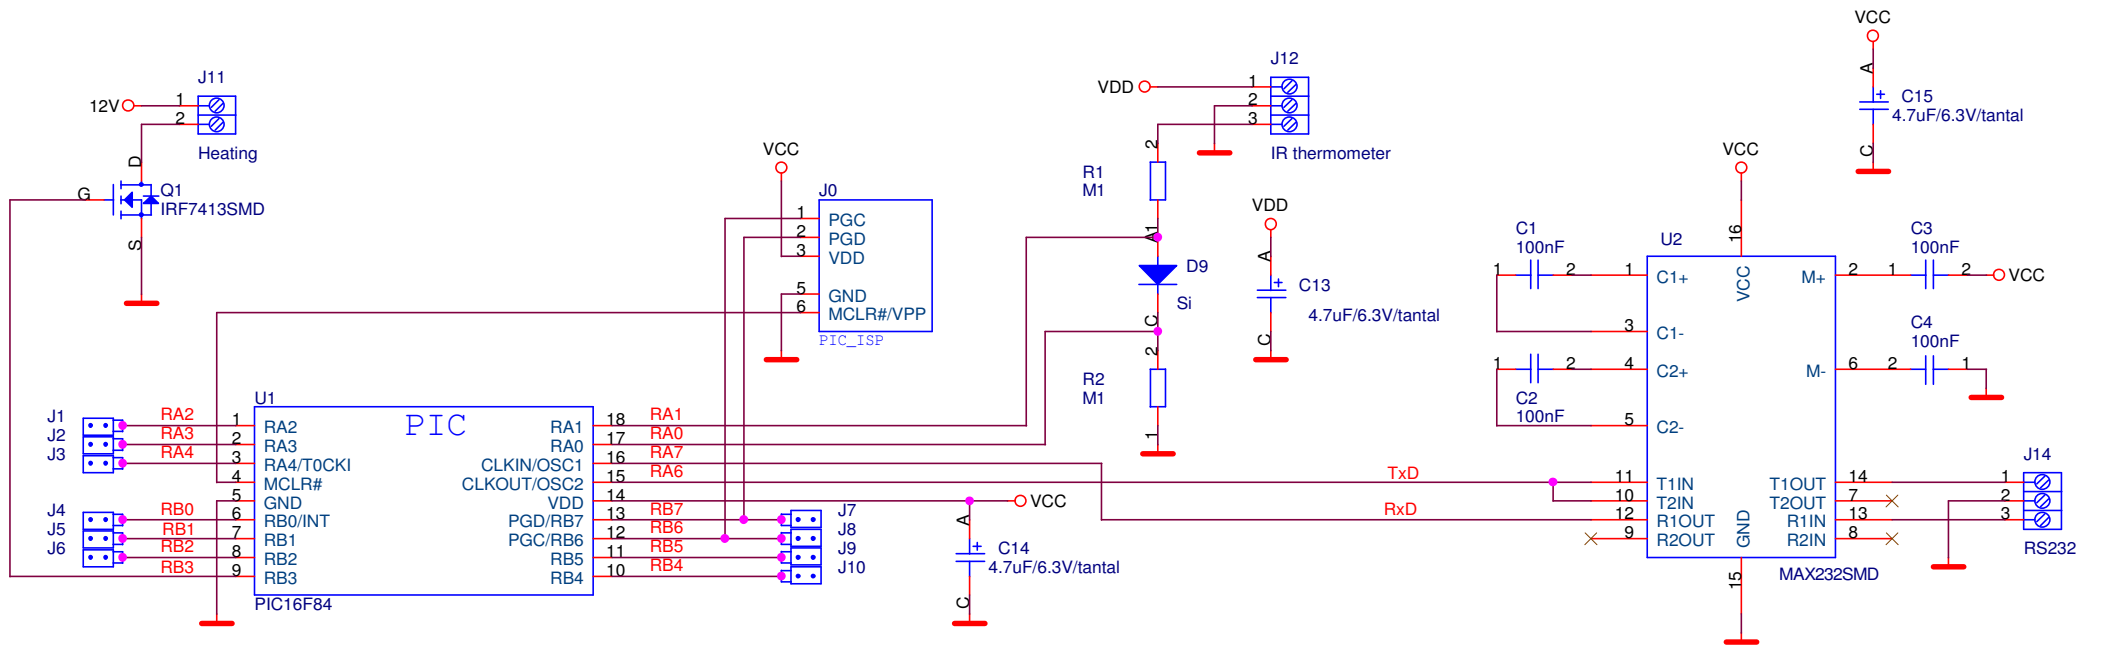 J11
12V
1
2
Heating
D
G
Q1
IRF7413SMD
S
VCC
J0
1
PGC
2
PGD
3
VDD
5
GND
6
MCLR#/VPP
PIC_ISP
J12
VDD
1
2
3
IR thermometer
2
R1
M1
A1
D9
Si
C
2
R2
M1
1
VDD
A
C13
4.7uF/6.3V/tantal
C
VCC
A
C15
4.7uF/6.3V/tantal
C
U1
PIC
J1
RA2
1
RA2
J2
RA3
2
RA3
J3
RA4
3
RA4/T0CKI
4
MCLR#
5
GND
J4
RB0
6
RB0/INT
J5
RB1
7
RB1
J6
RB2
8
RB2
RB3
9
RB3
PIC16F84
RA1
18
RA1
RA0
17
RA0
CLKIN/OSC1
16
RA7
CLKOUT/OSC2
15
RA6
VDD
14
VCC
PGD/RB7
13
RB7
J7
PGC/RB6
12
RB6
J8
RB5
11
RB5
J9
RB4
10
RB4
J10
A
C14
4.7uF/6.3V/tantal
C
TxD
RxD
VCC
16
U2
VCC
C1
100nF
1
2
1
C1+
3
C1-
1
2
4
C2+
C2
100nF
5
C2-
11
T1IN
10
T2IN
12
R1OUT
9
R2OUT
GND
15
M+
2
1
2
VCC
C3
100nF
C4
100nF
M-
6
2
1
T1OUT
14
T2OUT
7
R1IN
13
R2IN
8
MAX232SMD
J14
1
2
3
RS232